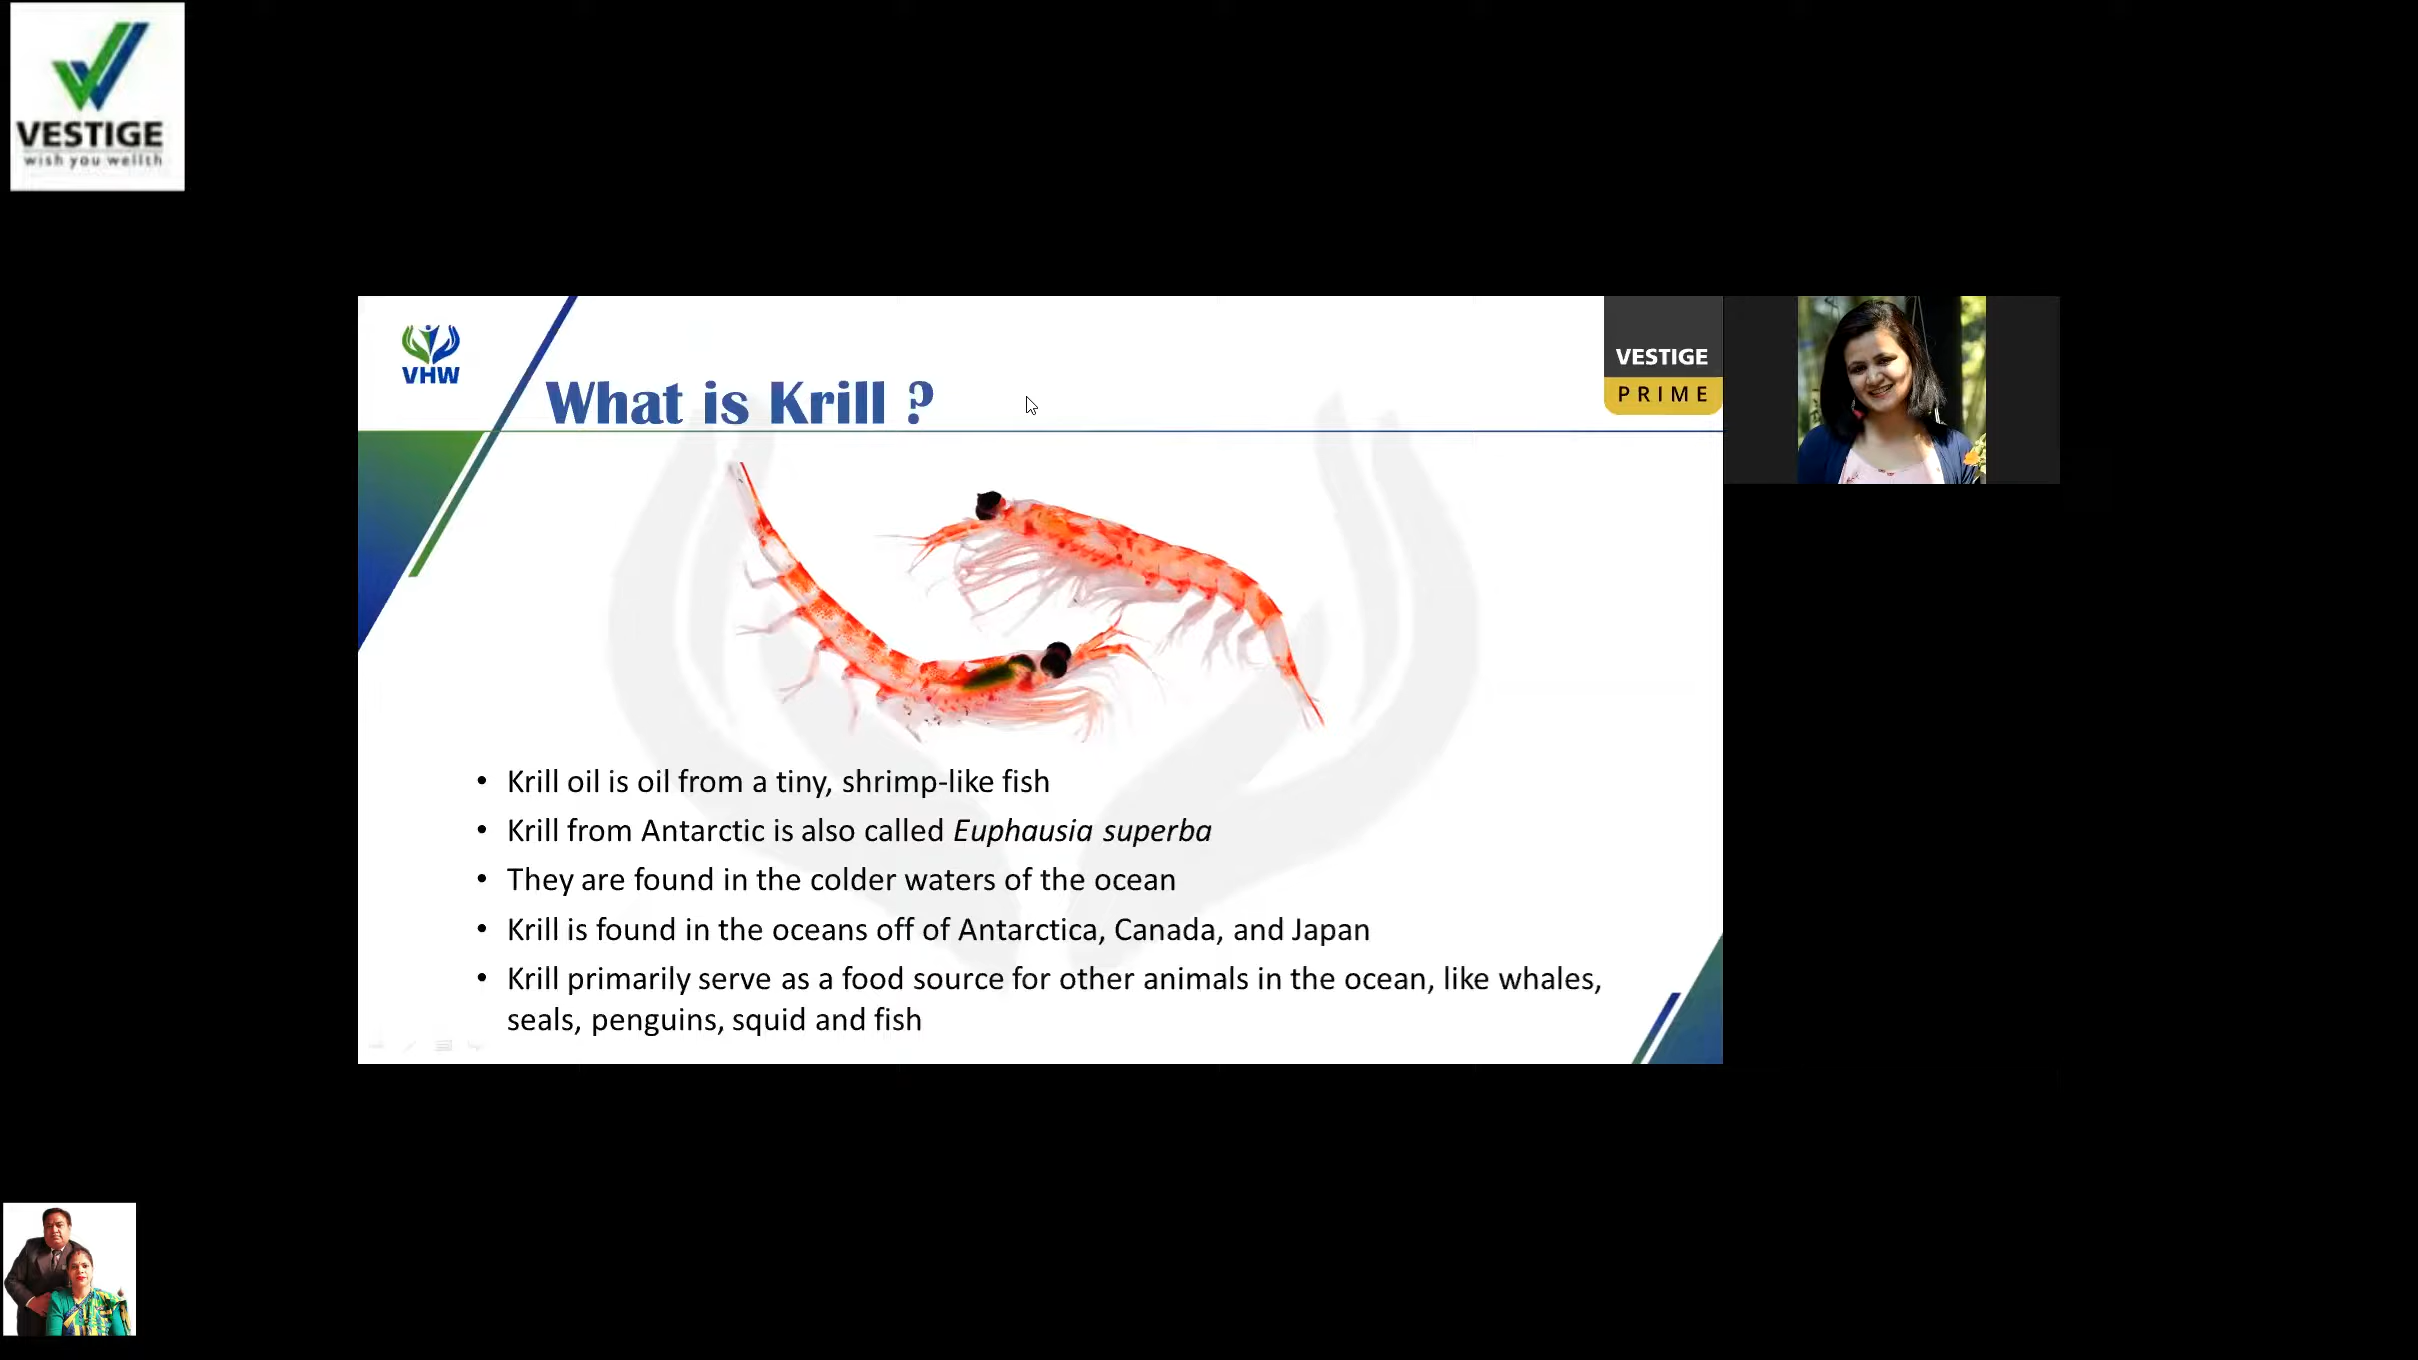 VESTIGE
wish you wellth
VHW
What is Krill ?
VESTIGE
PRIME
• Krill oil is oil from a tiny, shrimp-like fish
• Krill from Antarctic is also called Euphausia superba
• They are found in the colder waters of the ocean
• Krill is found in the oceans off of Antarctica, Canada, and Japan
• Krill primarily serve as a food source for other animals in the ocean, like whales,
seals, penguins, squid and fish